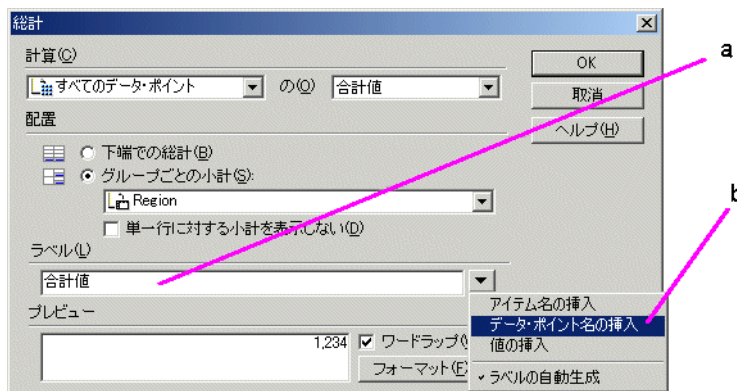 総計
計算(C)
すべてのデータ・ポイント の(O) 合計値
OK
取消
ヘルプ(H)
a
配置
下端での総計(B)
グループごとの小計(S):
Region
単一行に対する小計を表示しない(D)
b
ラベル(L)
合計値
アイテム名の挿入
データ・ポイント名の挿入
値の挿入
ラベルの自動生成
プレビュー
1,234
ワードラップ(
フォーマット(F)